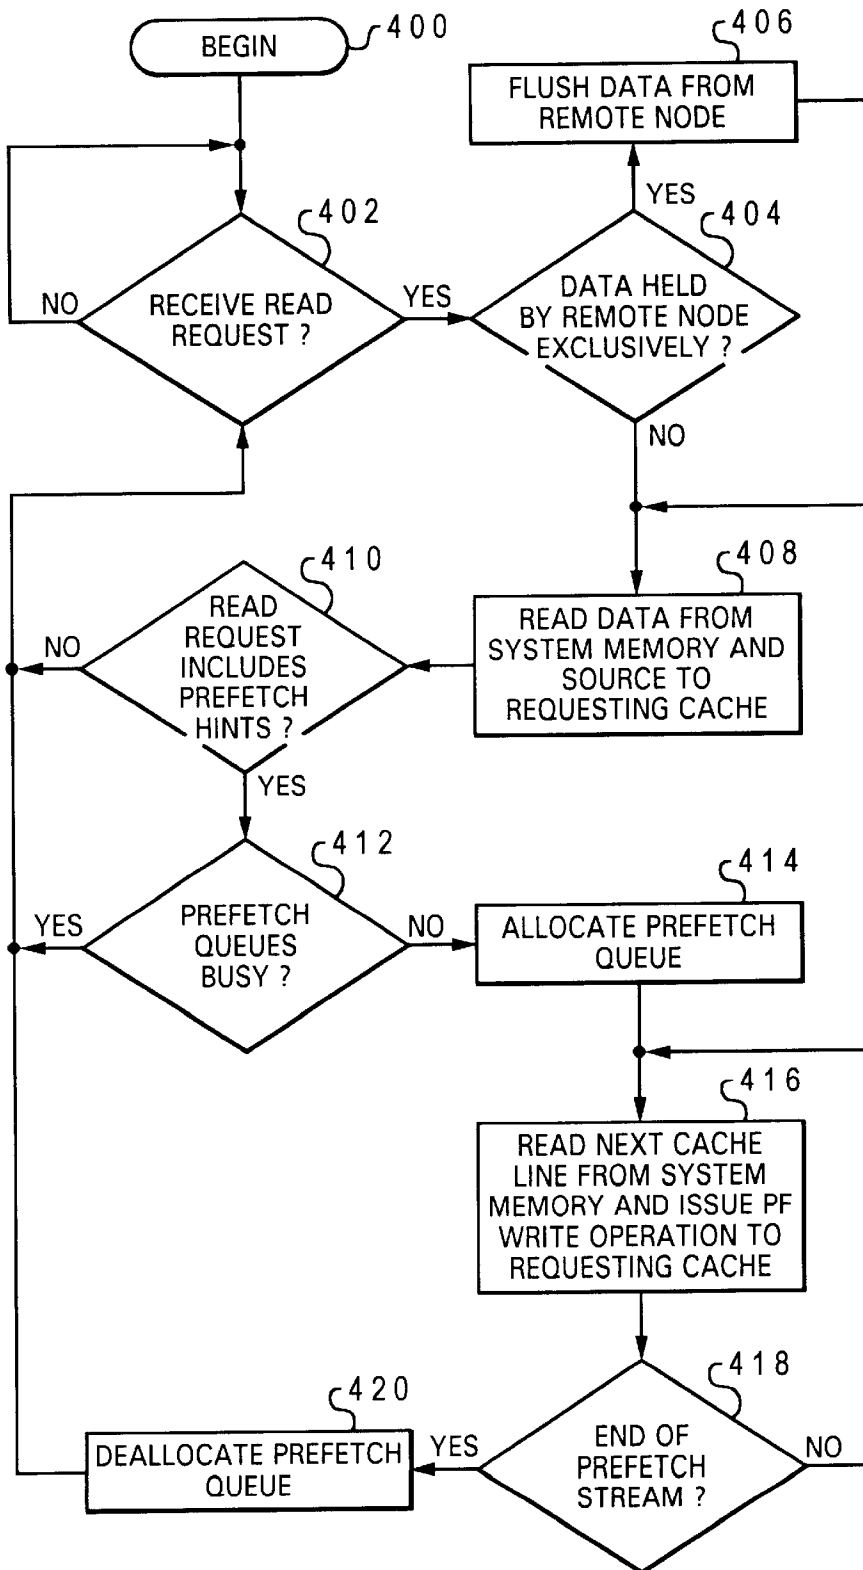 BEGIN
400
406
FLUSH DATA FROM
REMOTE NODE
YES
402
404
RECEIVE READ
REQUEST ?
NO
YES
DATA HELD
BY REMOTE NODE
EXCLUSIVELY ?
NO
408
READ DATA FROM
SYSTEM MEMORY AND
SOURCE TO
REQUESTING CACHE
410
READ
REQUEST
INCLUDES
PREFETCH
HINTS ?
NO
YES
412
PREFETCH
QUEUES
BUSY ?
YES
NO
414
ALLOCATE PREFETCH
QUEUE
416
READ NEXT CACHE
LINE FROM SYSTEM
MEMORY AND ISSUE PF
WRITE OPERATION TO
REQUESTING CACHE
418
END OF
PREFETCH
STREAM ?
YES
NO
420
DEALLOCATE PREFETCH
QUEUE